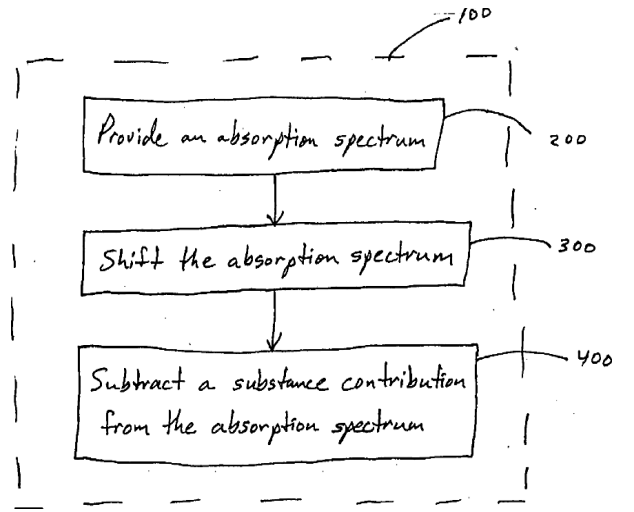 100
Provide an absorption spectrum
200
Shift the absorption spectrum
300
Subtract a substance contribution
from the absorption spectrum
400